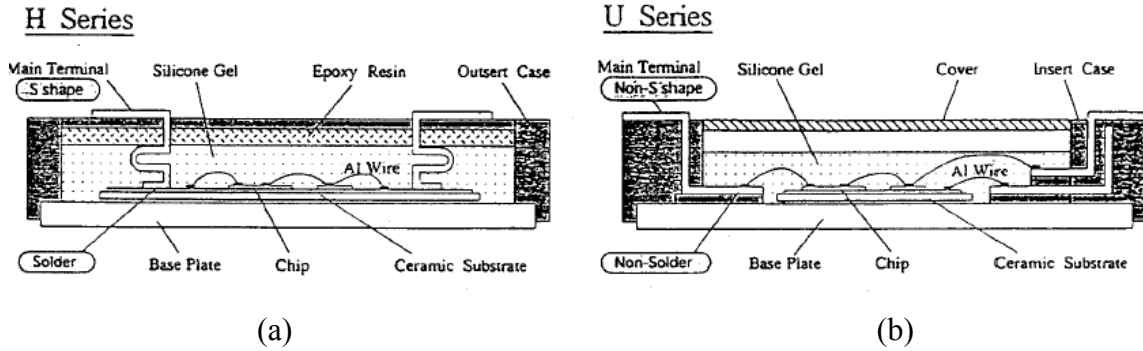 H Series
Main Terminal
S shape
Silicone Gel
Epoxy Resin
Outsert Case
Al Wire
Solder
Base Plate
Chip
Ceramic Substrate
(a)
U Series
Main Terminal
Non-S shape
Silicone Gel
Cover
Insert Case
Al Wire
Non-Solder
Base Plate
Chip
Ceramic Substrate
(b)